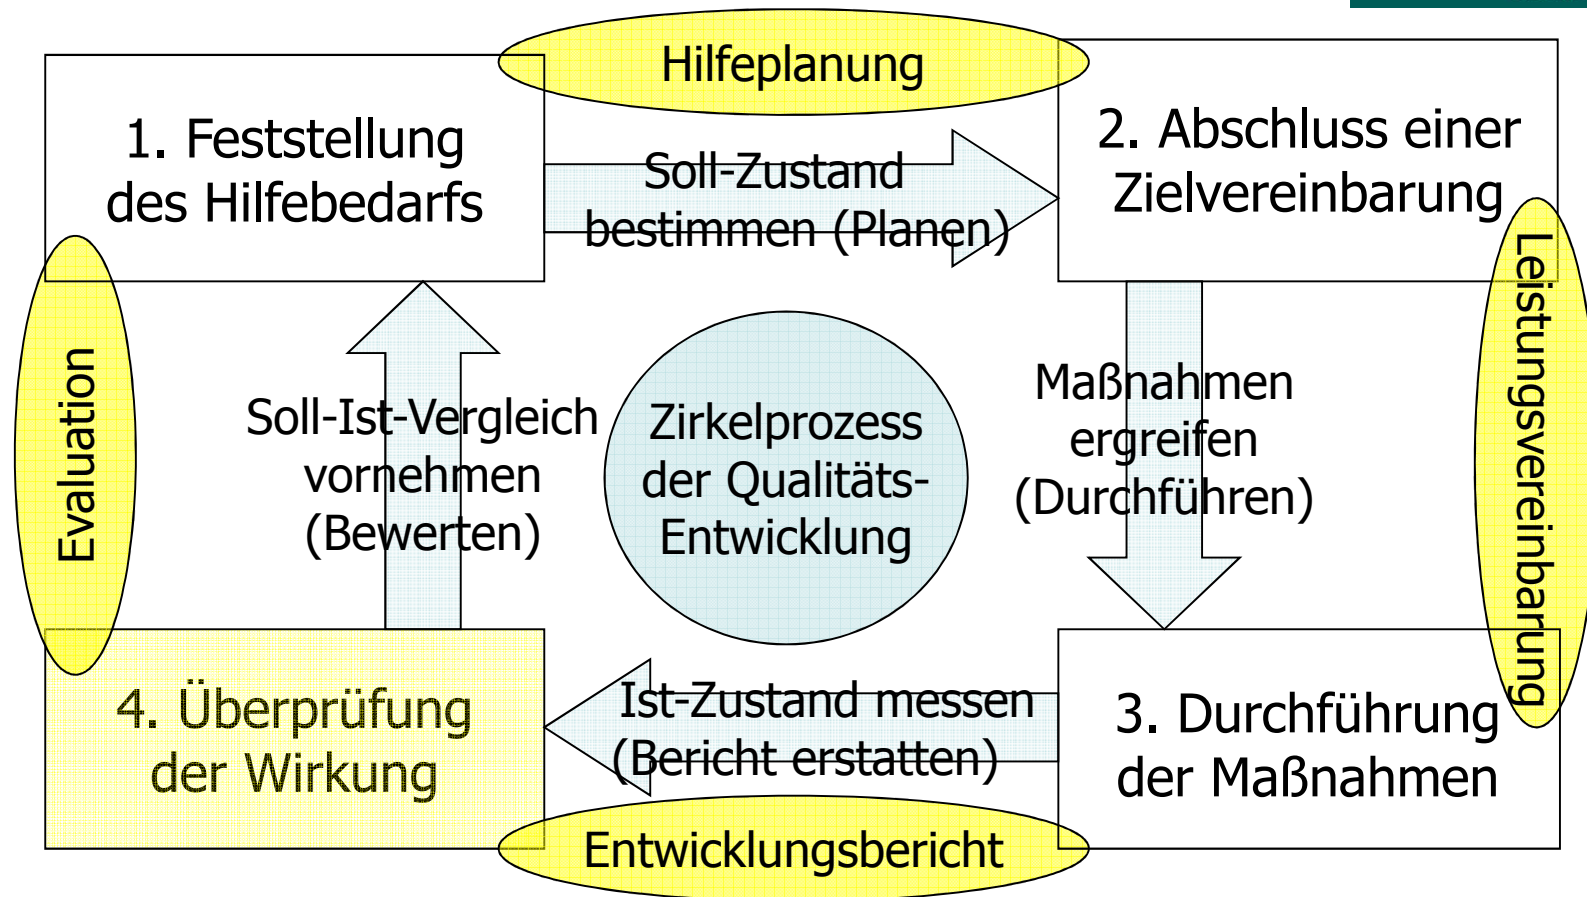 Hilfeplanung
1. Feststellung
des Hilfebedarfs
Soll-Zustand
bestimmen (Planen)
2. Abschluss einer
Zielvereinbarung
Leistungsvereinbarung
Maßnahmen
ergreifen
(Durchführen)
Zirkelprozess
der Qualitäts-
Entwicklung
Soll-Ist-Vergleich
vornehmen
(Bewerten)
Evaluation
3. Durchführung
der Maßnahmen
Ist-Zustand messen
(Bericht erstatten)
4. Überprüfung
der Wirkung
Entwicklungsbericht